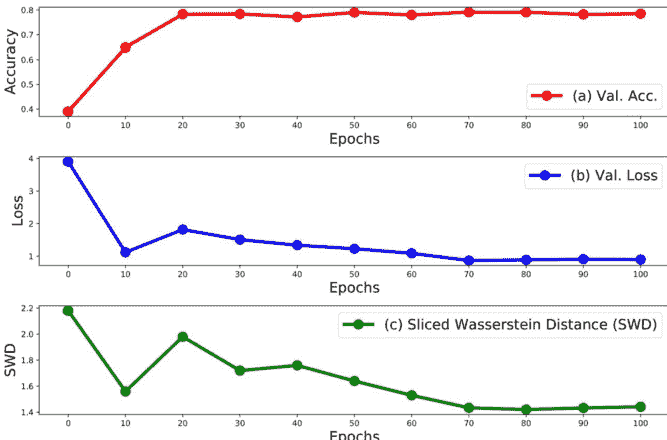 0.8
0.7
0.6
0.5
0.4
Accuracy
(a) Val. Acc.
0 10 20 30 40 50 60 70 80 90 100
Epochs
4
3
2
1
Loss
(b) Val. Loss
0 10 20 30 40 50 60 70 80 90 100
Epochs
2.2
2.0
1.8
1.6
1.4
SWD
(c) Sliced Wasserstein Distance (SWD)
0 10 20 30 40 50 60 70 80 90 100
Epochs